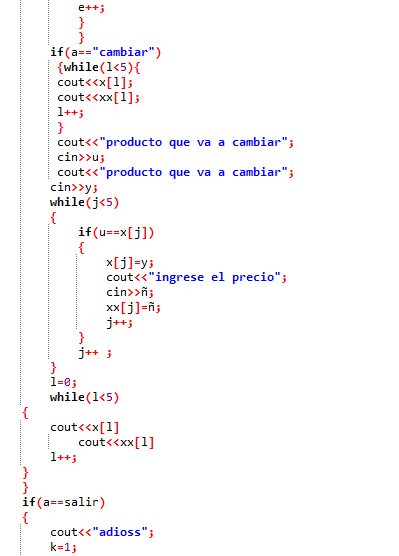 e++;
}
}
if(a=="cambiar")
{while(l<5){
cout<<x[l];
cout<<xx[l];
l++;
}
cout<<"producto que va a cambiar";
cin>>u;
cout<<"producto que va a cambiar";
cin>>y;
while(j<5)
{
if(u==x[j])
{
x[j]=y;
cout<<"ingrese el precio";
cin>>ñ;
xx[j]=ñ;
j++;
}
j++ ;
}
l=0;
while(l<5)
{
cout<<x[l]
cout<<xx[l]
l++;
}
}
if(a==salir)
{
cout<<"adioss";
k=1;